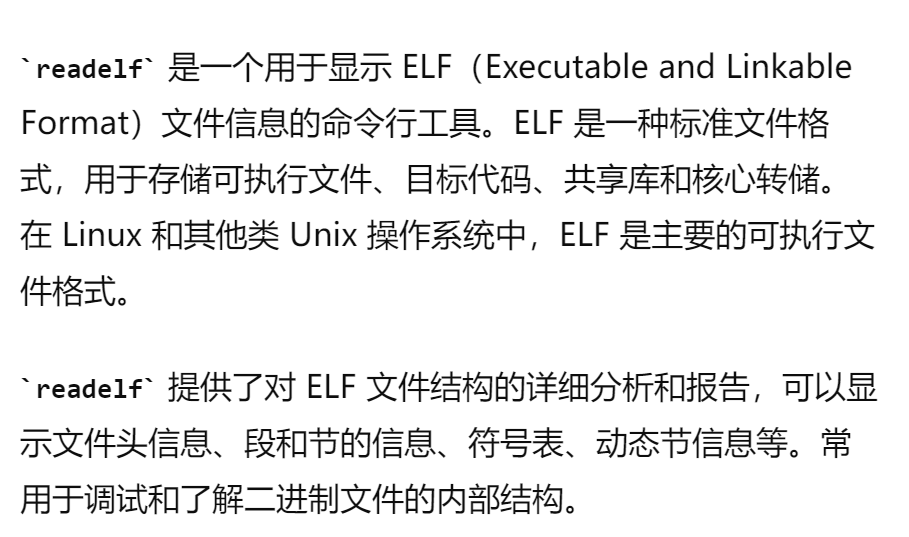 `readelf` 是一个用于显示 ELF（Executable and Linkable
Format）文件信息的命令行工具。ELF 是一种标准文件格
式，用于存储可执行文件、目标代码、共享库和核心转储。
在 Linux 和其他类 Unix 操作系统中，ELF 是主要的可执行文
件格式。
`readelf` 提供了对 ELF 文件结构的详细分析和报告，可以显
示文件头信息、段和节的信息、符号表、动态节信息等。常
用于调试和了解二进制文件的内部结构。